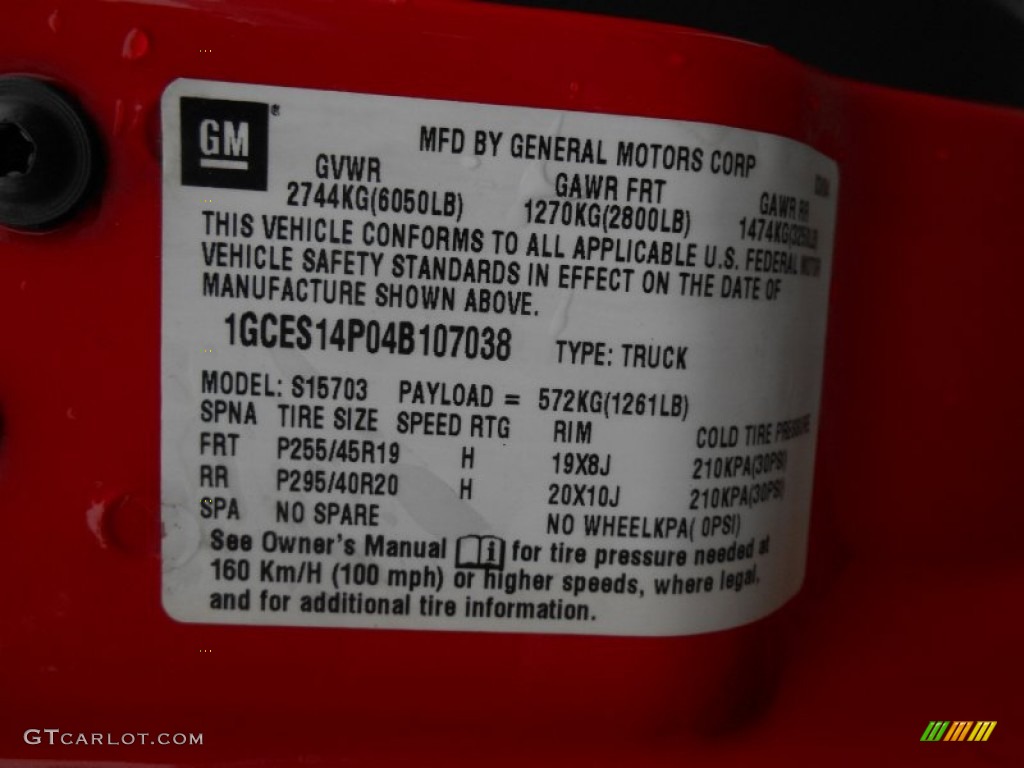 GM®
MFD BY GENERAL MOTORS CORP
GVWR GAWR FRT GAWR RR
2744KG(6050LB) 1270KG(2800LB) 1474KG(3250LB)
THIS VEHICLE CONFORMS TO ALL APPLICABLE U.S. FEDERAL MOTOR
VEHICLE SAFETY STANDARDS IN EFFECT ON THE DATE OF
MANUFACTURE SHOWN ABOVE.
1GCES14P04B107038 TYPE: TRUCK
MODEL: S15703 PAYLOAD = 572KG(1261LB)
SPNA TIRE SIZE SPEED RTG RIM COLD TIRE PRESSURE
FRT P255/45R19 H 19X8J 210KPA(30PSI)
RR P295/40R20 H 20X10J 210KPA(30PSI)
SPA NO SPARE NO WHEELKPA( 0PSI)
See Owner's Manual for tire pressure needed at
160 Km/H (100 mph) or higher speeds, where legal,
and for additional tire information.
GTCARLOT.COM